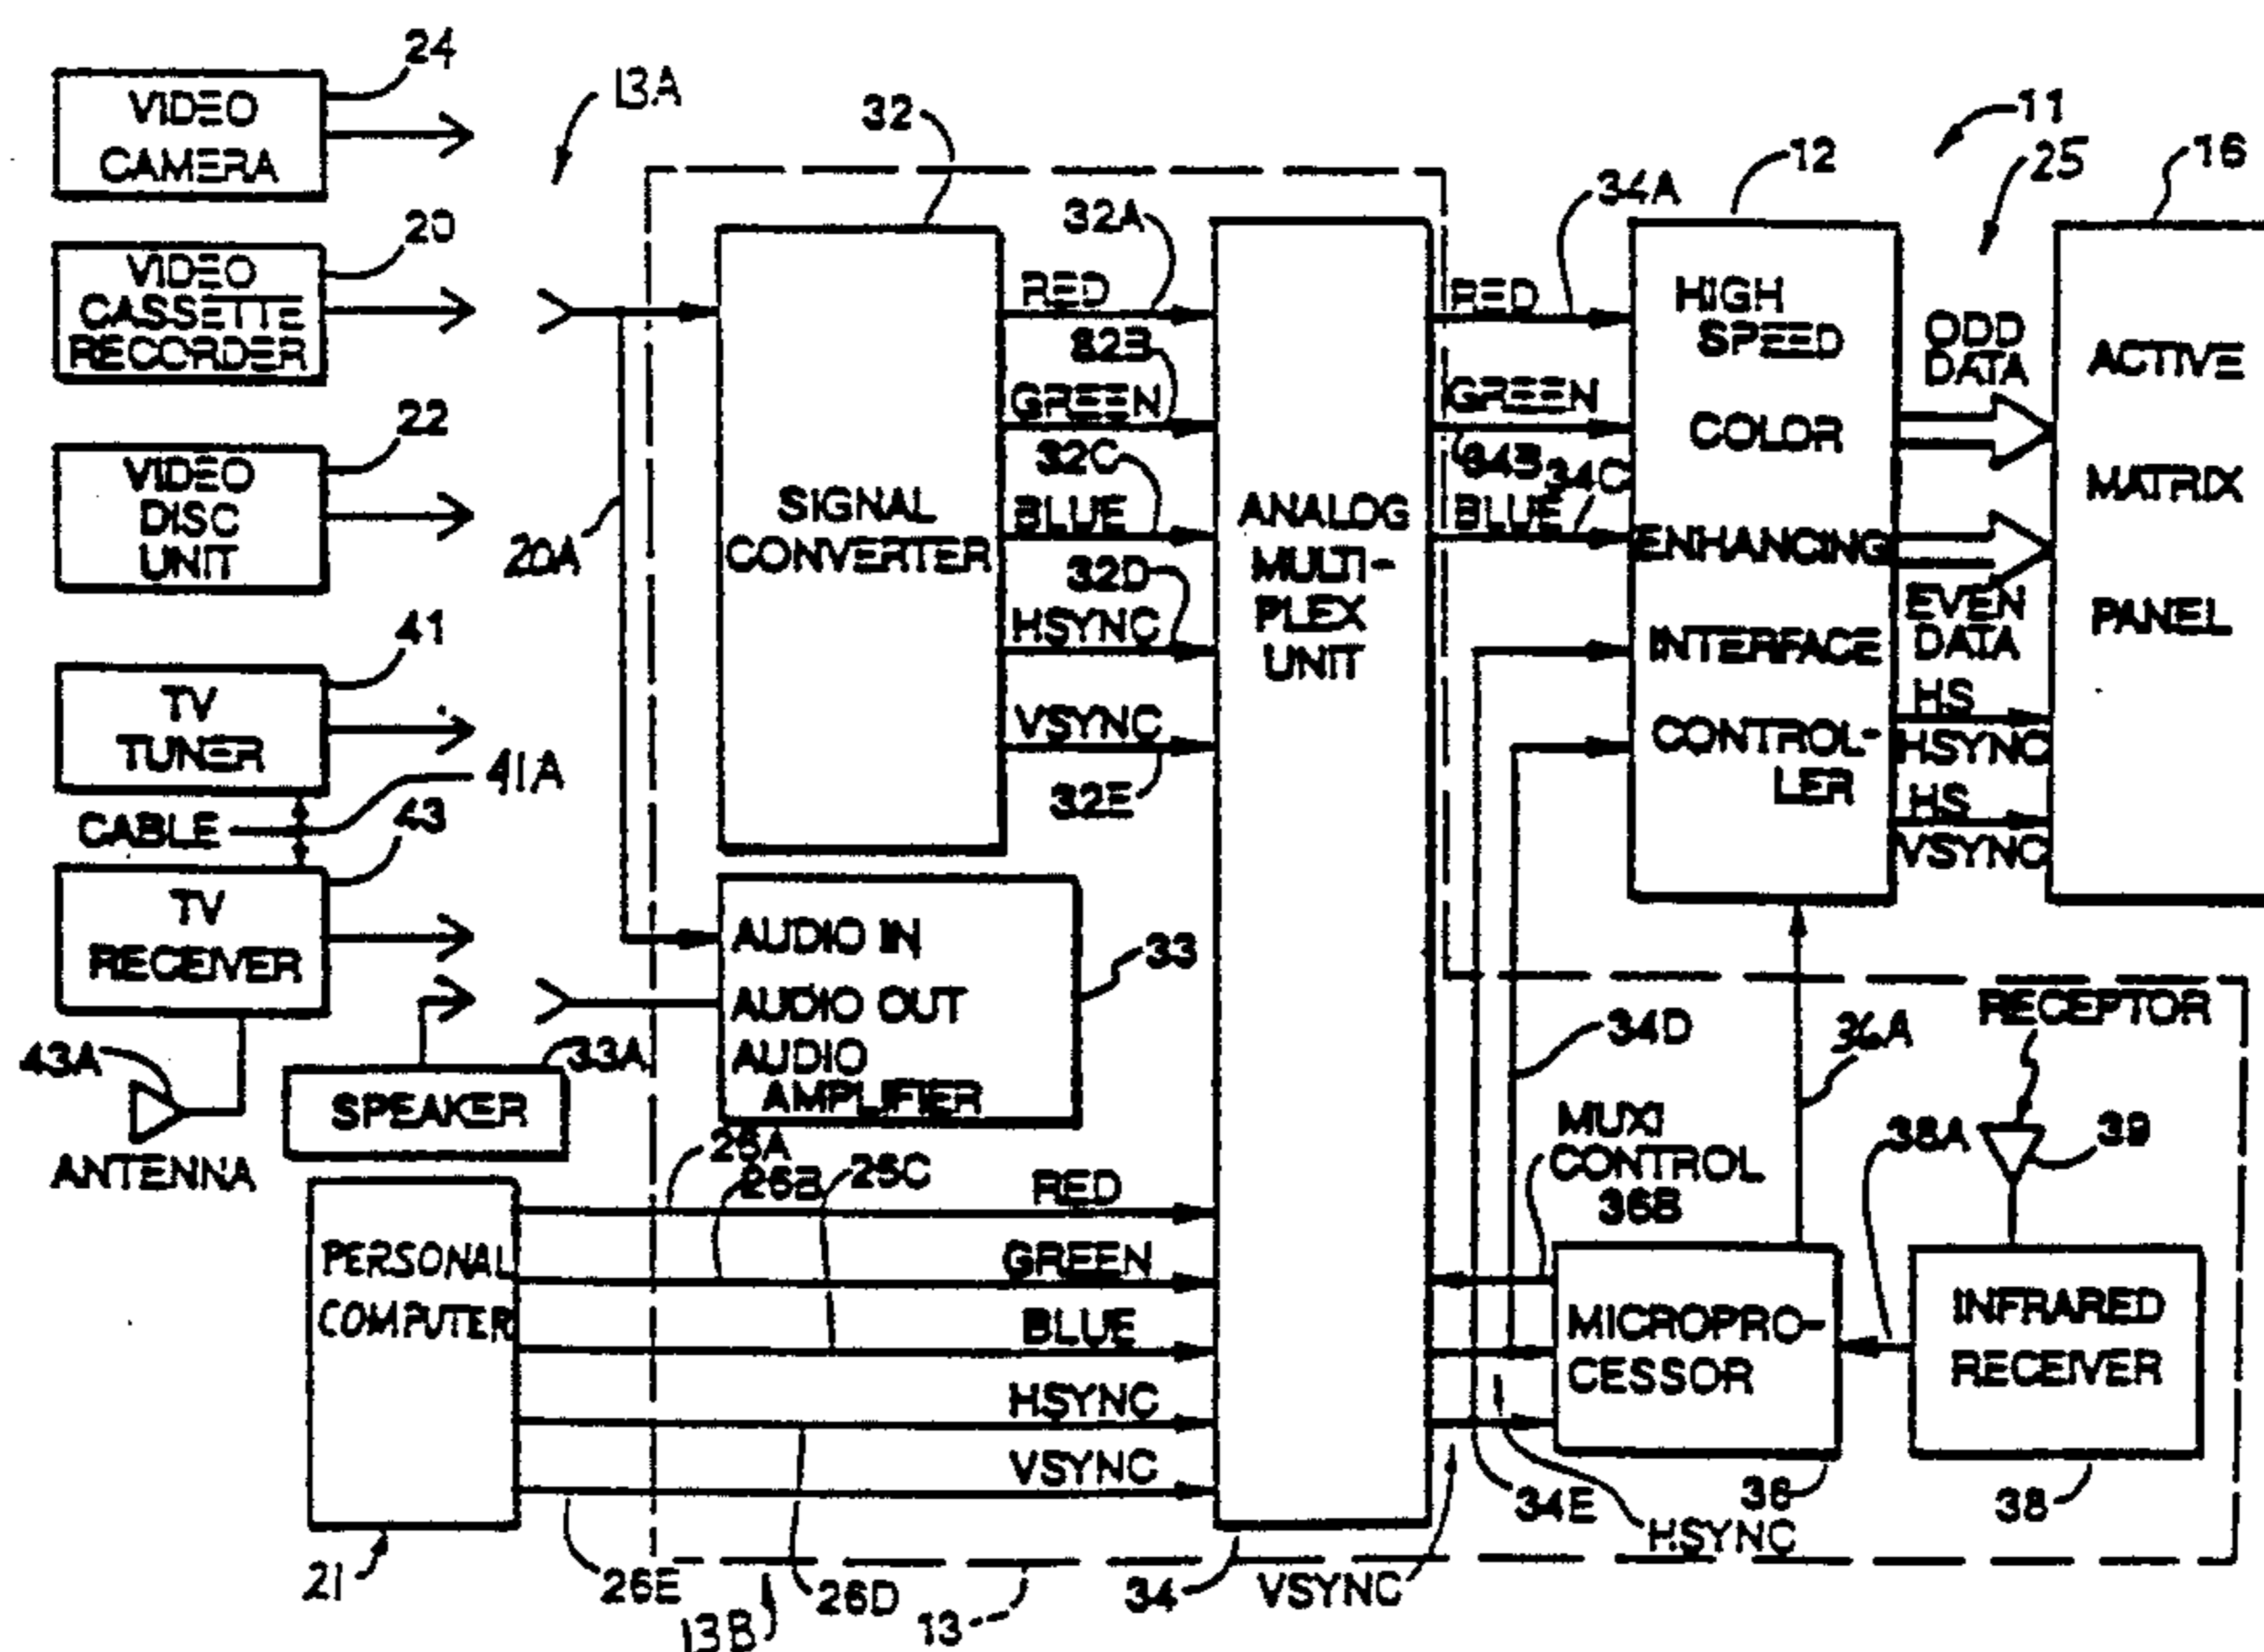 24
VIDEO
CAMERA
13A
32
11
12
25
16
20
VIDEO
CASSETTE
RECORDER
32A
RED
32B
GREEN
32C
BLUE
32D
HSYNC
VSYNC
32E
34A
RED
GREEN
34B
34C
BLUE
HIGH
SPEED
COLOR
ENHANCING
INTERFACE
CONTROL-
LER
ODD
DATA
EVEN
DATA
HS
HSYNC
HS
VSYNC
ACTIVE
MATRIX
PANEL
22
VIDEO
DISC
UNIT
20A
SIGNAL
CONVERTER
ANALOG
MULTI-
PLEX
UNIT
41
TV
TUNER
41A
CABLE
43
TV
RECEIVER
AUDIO IN
AUDIO OUT
AUDIO
AMPLIFIER
33
43A
ANTENNA
33A
SPEAKER
34D
36A
RECEPTOR
39
38A
MUXI
CONTROL
36B
26A
26B
26C
RED
GREEN
BLUE
HSYNC
VSYNC
PERSONAL
COMPUTER
MICROPRO-
CESSOR
INFRARED
RECEIVER
21
26E
13B
26D
13
34
VSYNC
34E
HSYNC
36
38